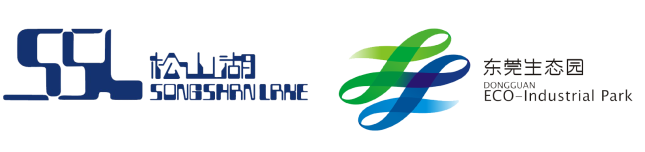 SSL
松山湖
SONGSHAN LAKE
东莞生态园
DONGGUAN
ECO-Industrial Park